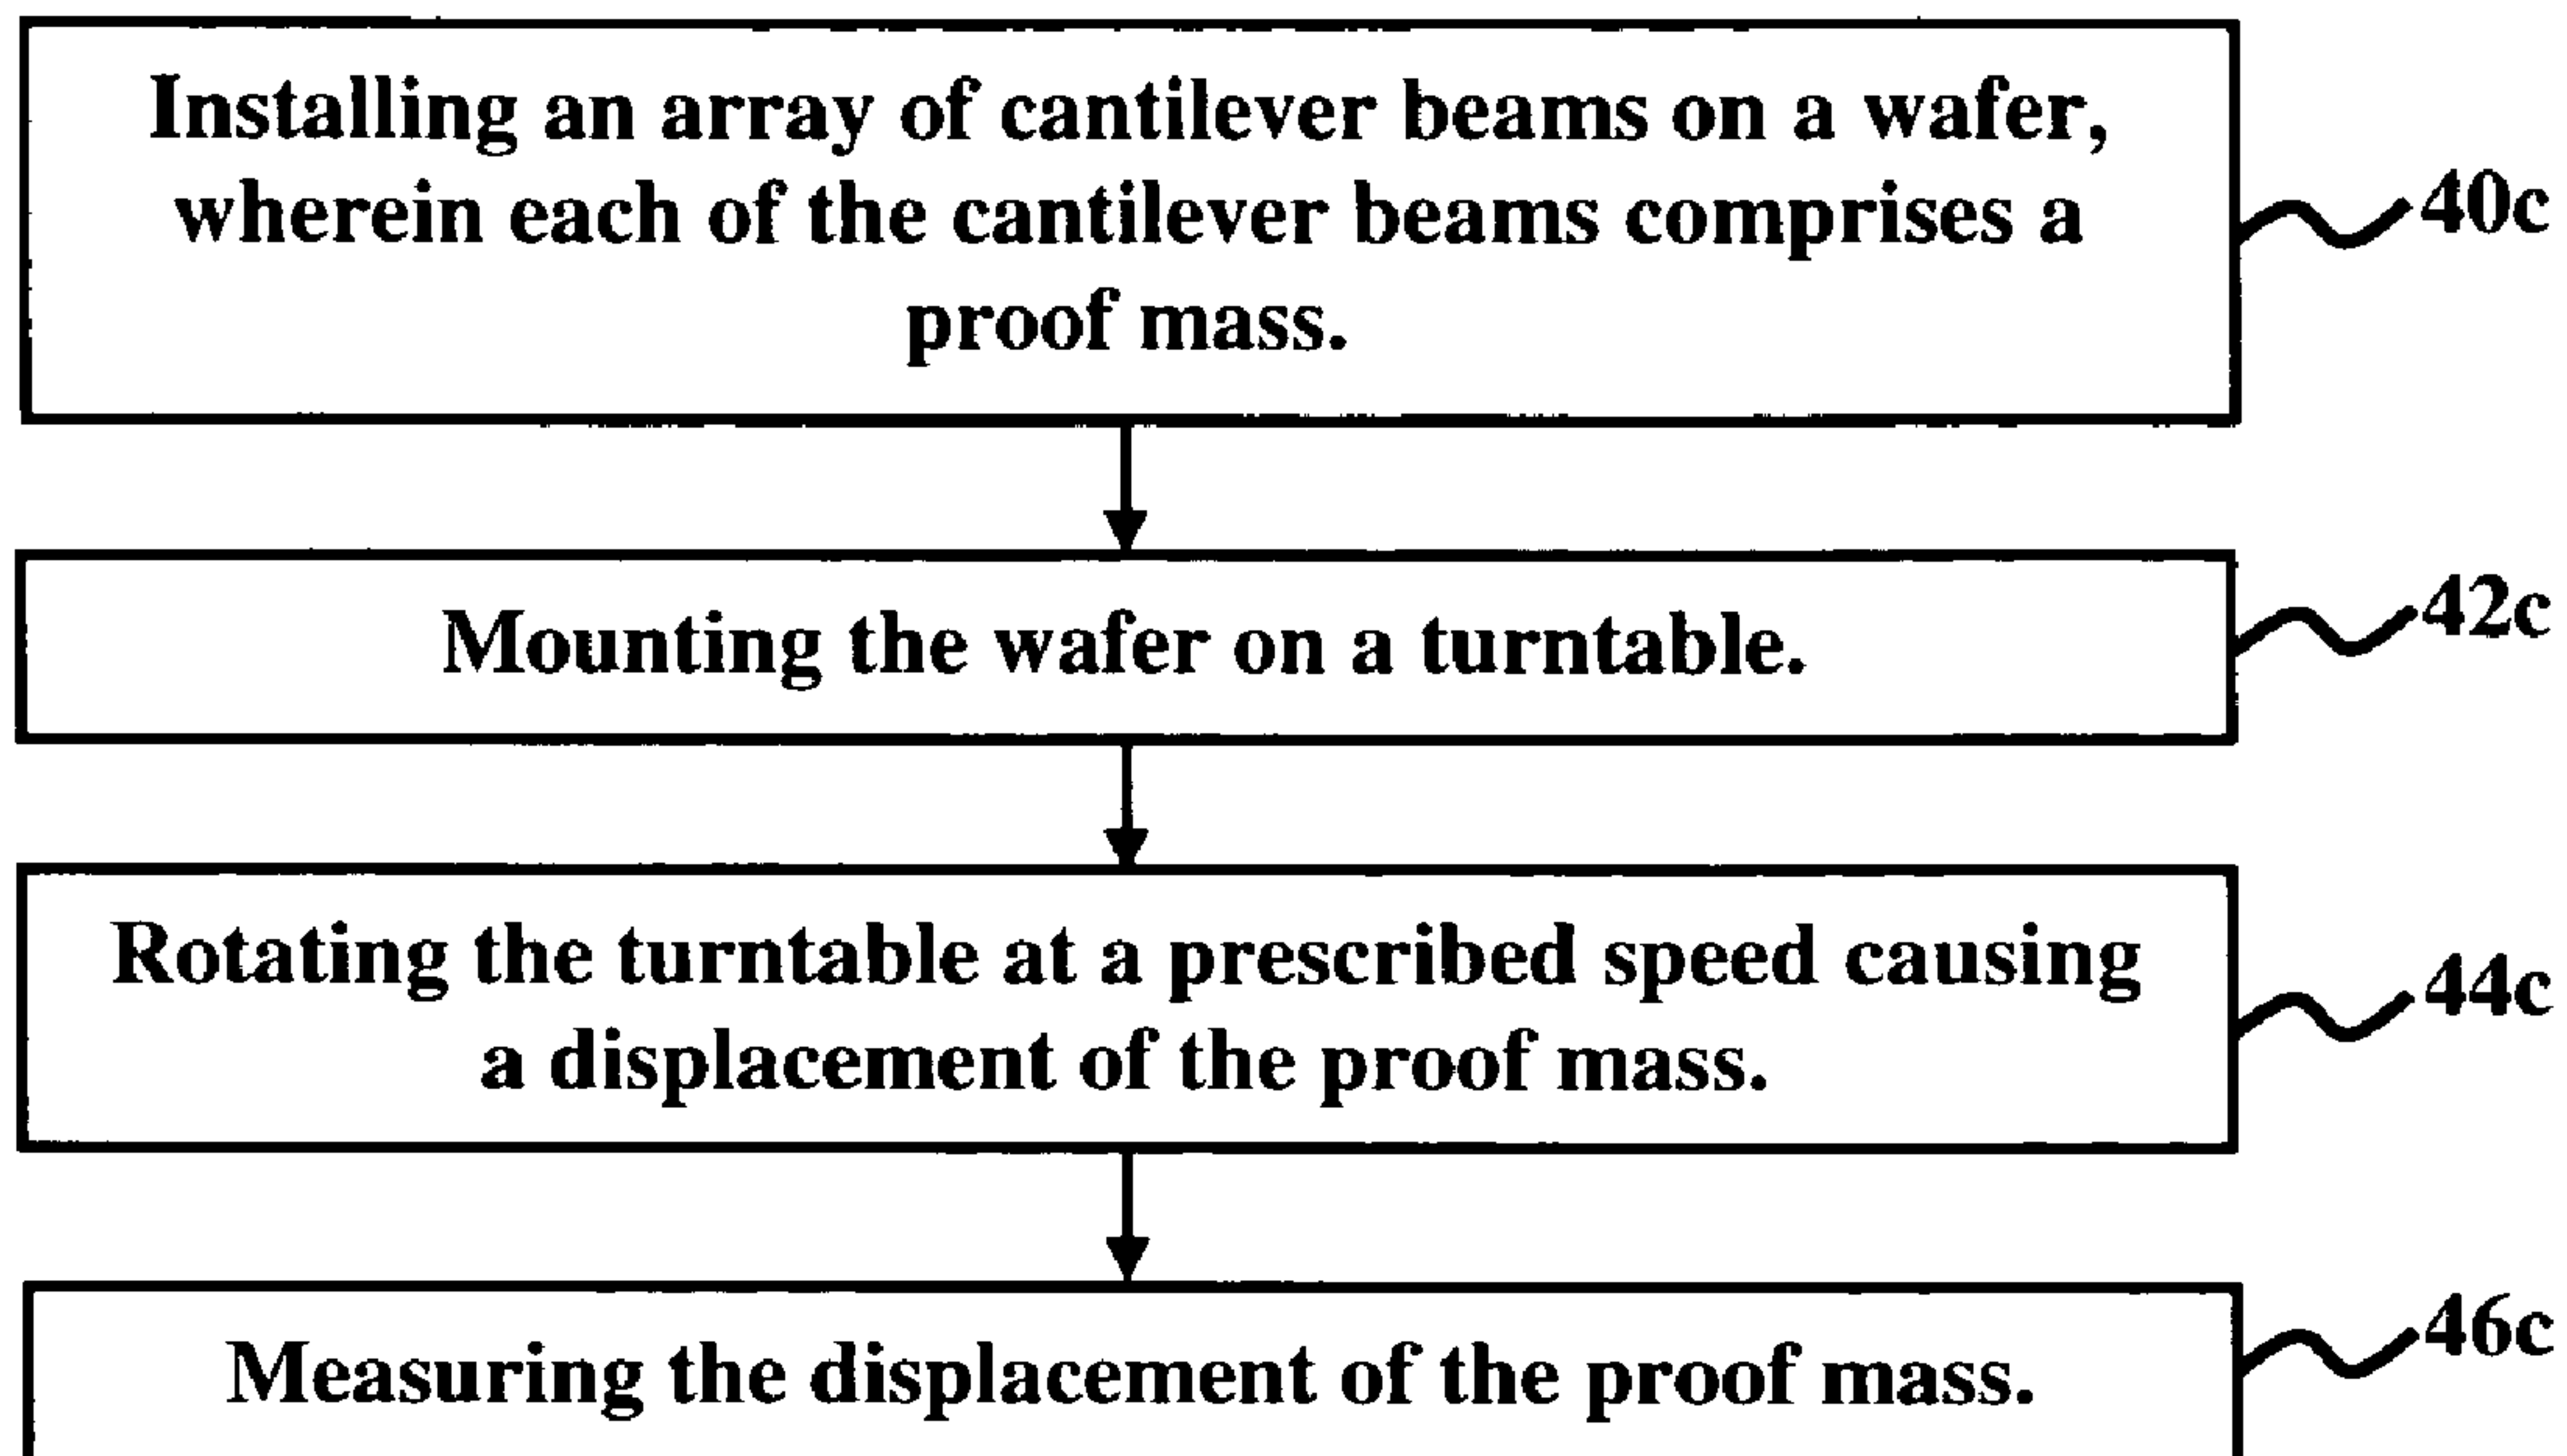 Installing an array of cantilever beams on a wafer,
wherein each of the cantilever beams comprises a
proof mass.
40c
Mounting the wafer on a turntable.
42c
Rotating the turntable at a prescribed speed causing
a displacement of the proof mass.
44c
Measuring the displacement of the proof mass.
46c